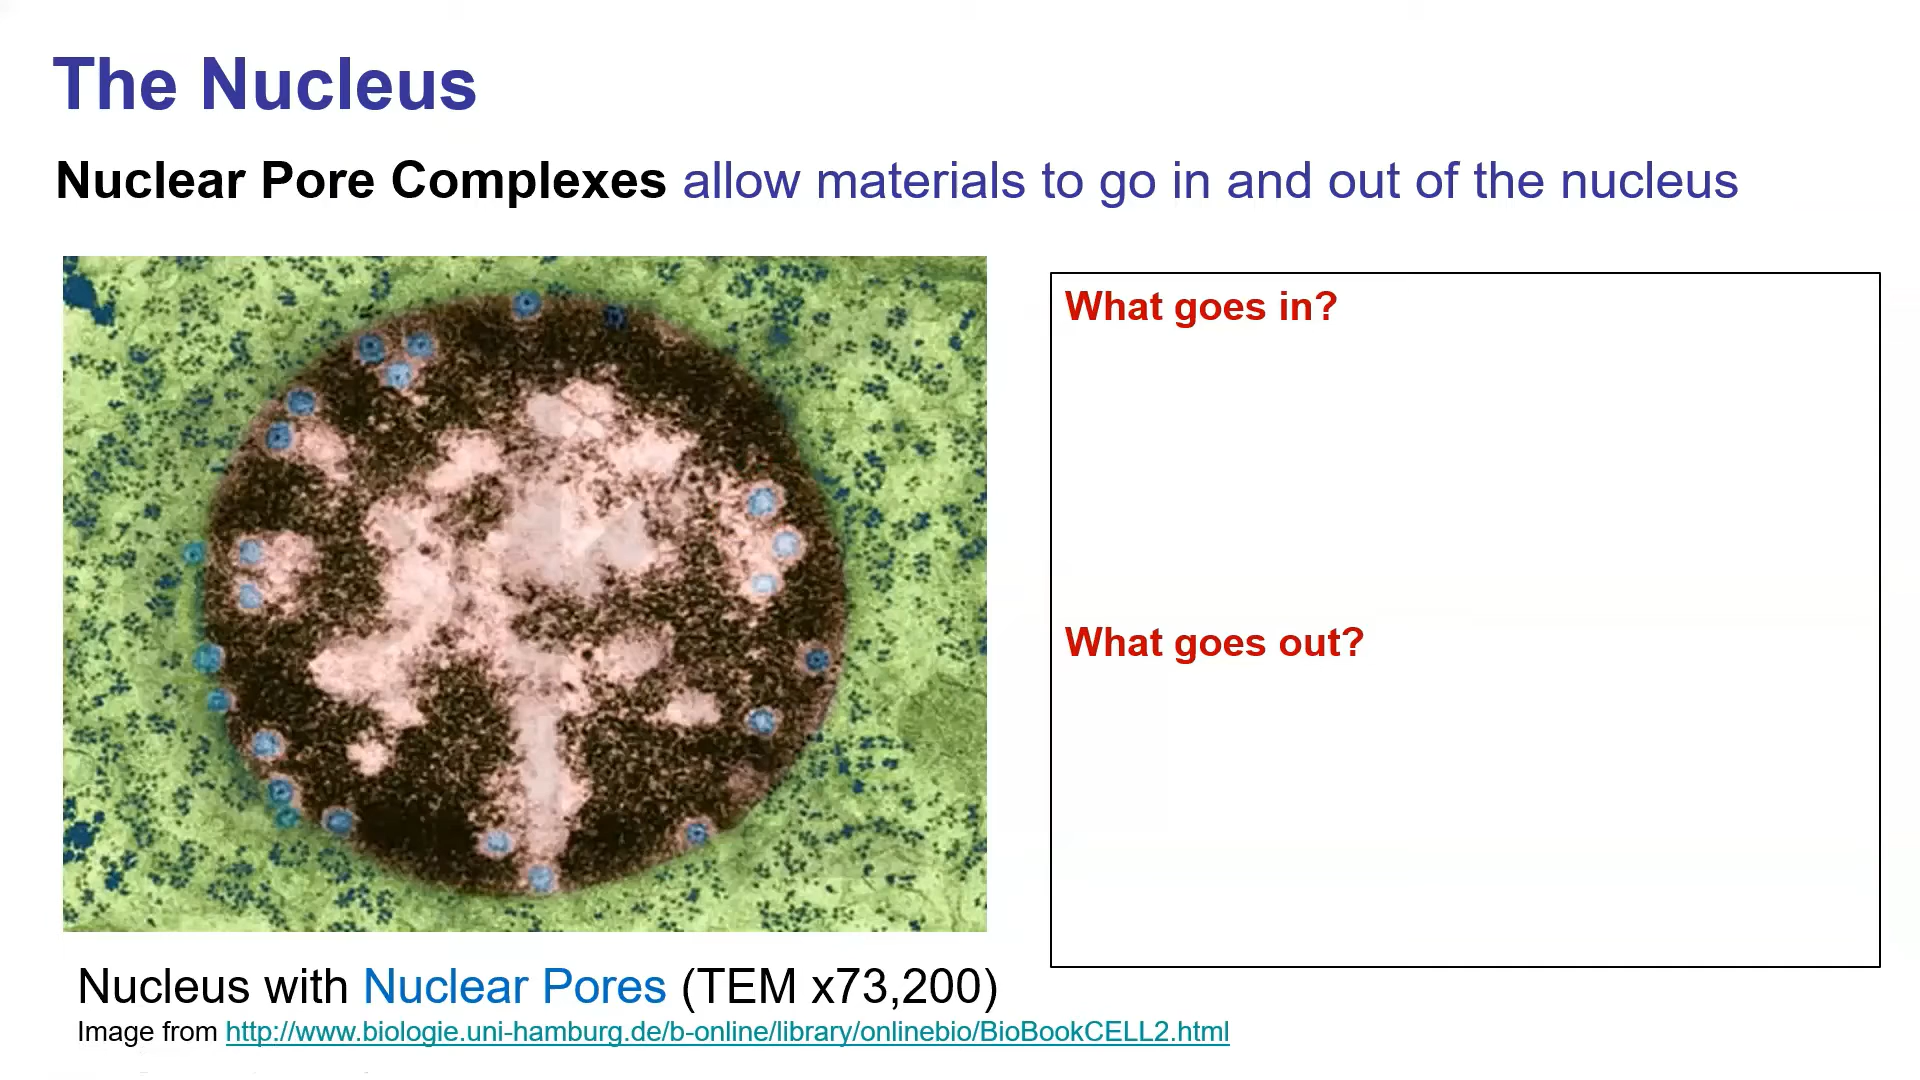 The Nucleus
Nuclear Pore Complexes allow materials to go in and out of the nucleus
What goes in?
What goes out?
Nucleus with Nuclear Pores (TEM x73,200)
Image from http://www.biologie.uni-hamburg.de/b-online/library/onlinebio/BioBookCELL2.html